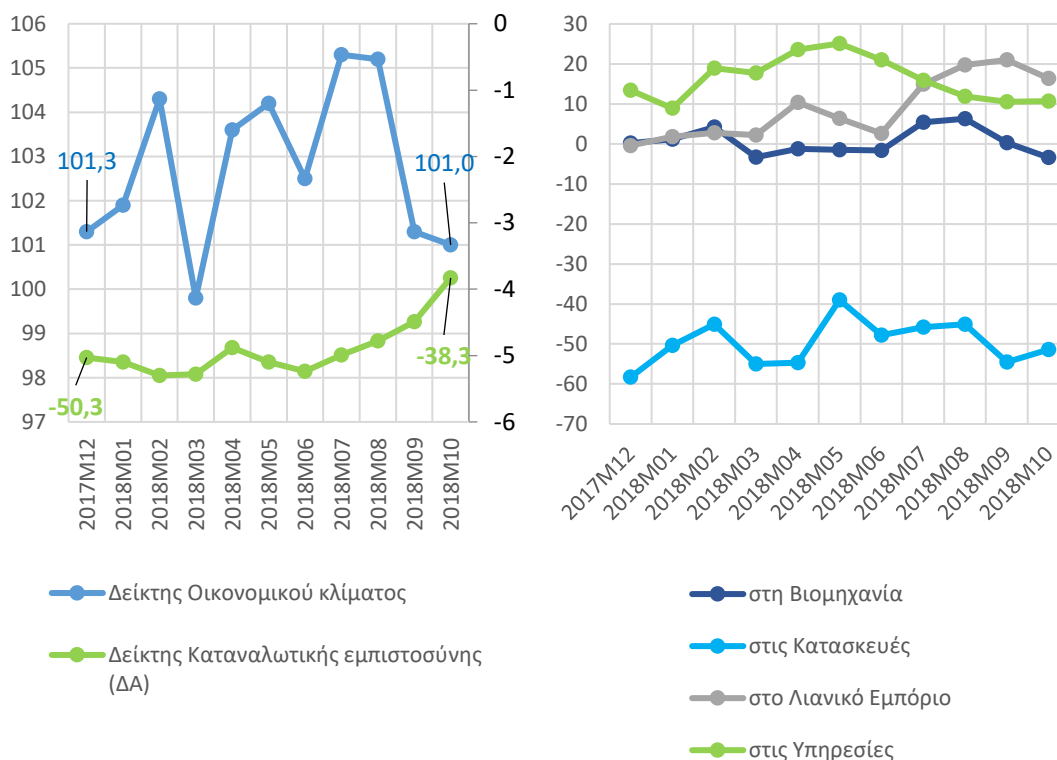 106
105
104
103
102
101
100
99
98
97
0
-1
-2
-3
-4
-5
-6
101,3
101,0
-50,3
-38,3
2017M12
2018M01
2018M02
2018M03
2018M04
2018M05
2018M06
2018M07
2018M08
2018M09
2018M10
Δείκτης Οικονομικού κλίματος
Δείκτης Καταναλωτικής εμπιστοσύνης
(ΔΑ)
30
20
10
0
-10
-20
-30
-40
-50
-60
-70
2017M12
2018M01
2018M02
2018M03
2018M04
2018M05
2018M06
2018M07
2018M08
2018M09
2018M10
στη Βιομηχανία
στις Κατασκευές
στο Λιανικό Εμπόριο
στις Υπηρεσίες